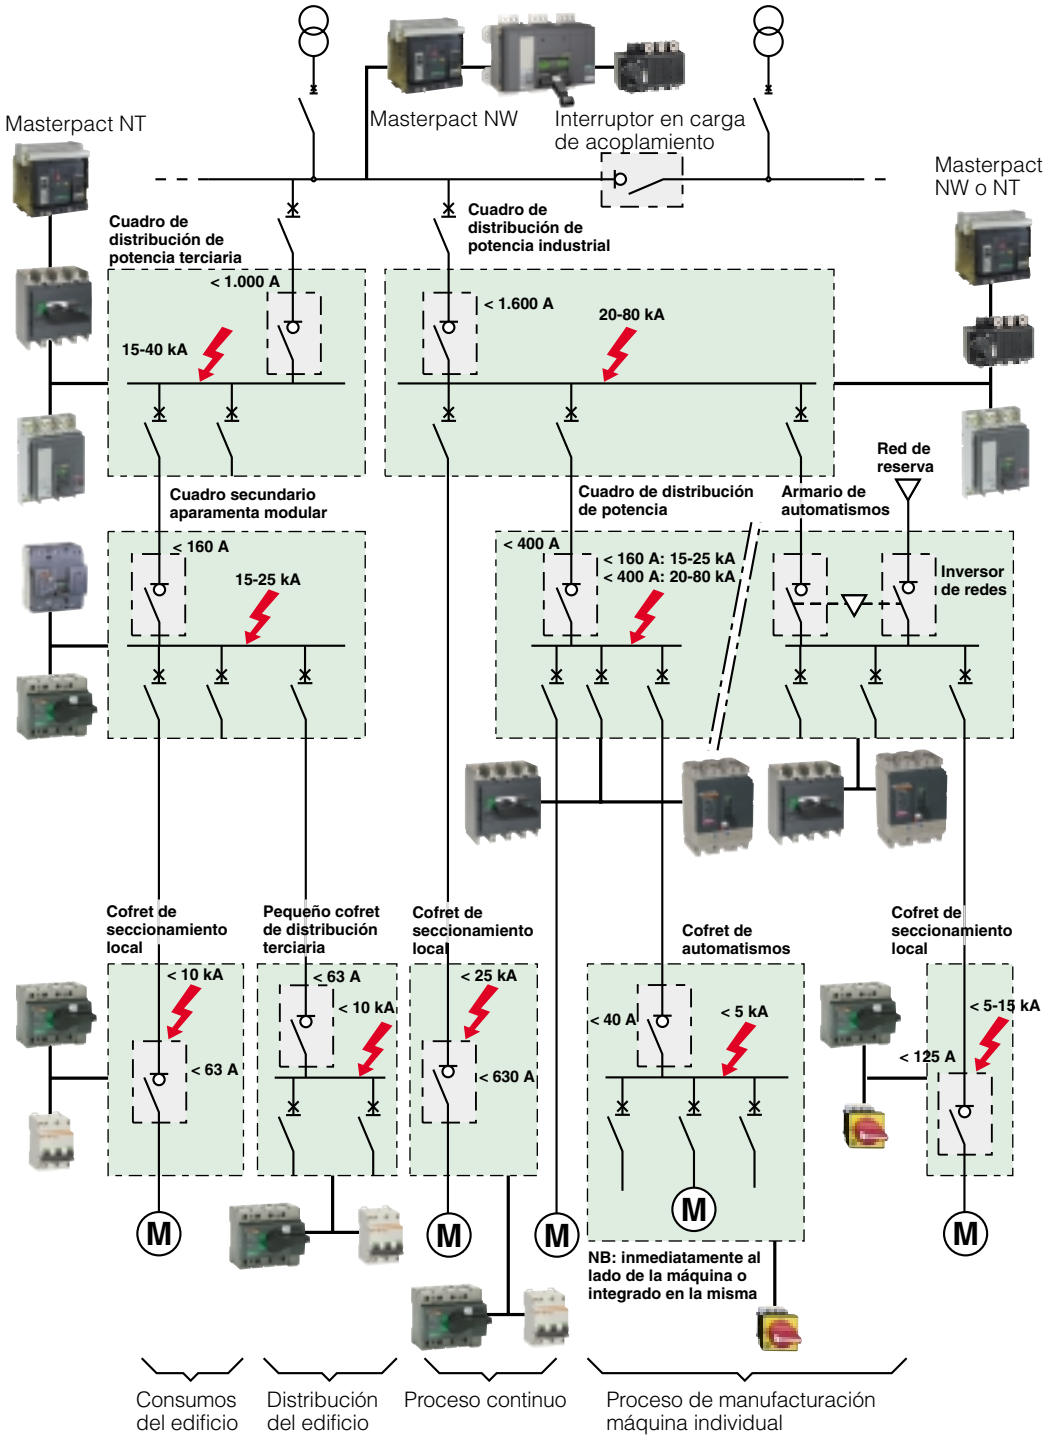 Masterpact NT
Masterpact NW
Interruptor en carga
de acoplamiento
Masterpact
NW o NT
Cuadro de
distribución de
potencia terciaria
Cuadro de
distribución de
potencia industrial
< 1.000 A
< 1.600 A
20-80 kA
15-40 kA
Red de
reserva
Cuadro secundario
aparamenta modular
Cuadro de distribución
de potencia
Armario de
automatismos
< 160 A
15-25 kA
< 400 A
< 160 A: 15-25 kA
< 400 A: 20-80 kA
Inversor
de redes
Cofret de
seccionamiento
local
Pequeño cofret
de distribución
terciaria
Cofret de
seccionamiento
local
Cofret de
automatismos
Cofret de
seccionamiento
local
< 10 kA
< 63 A
< 63 A
< 10 kA
< 25 kA
< 630 A
< 40 A
< 5 kA
< 5-15 kA
< 125 A
M
M
M
M
M
NB: inmediatamente al
lado de la máquina o
integrado en la misma
Consumos
del edificio
Distribución
del edificio
Proceso continuo
Proceso de manufacturación
máquina individual